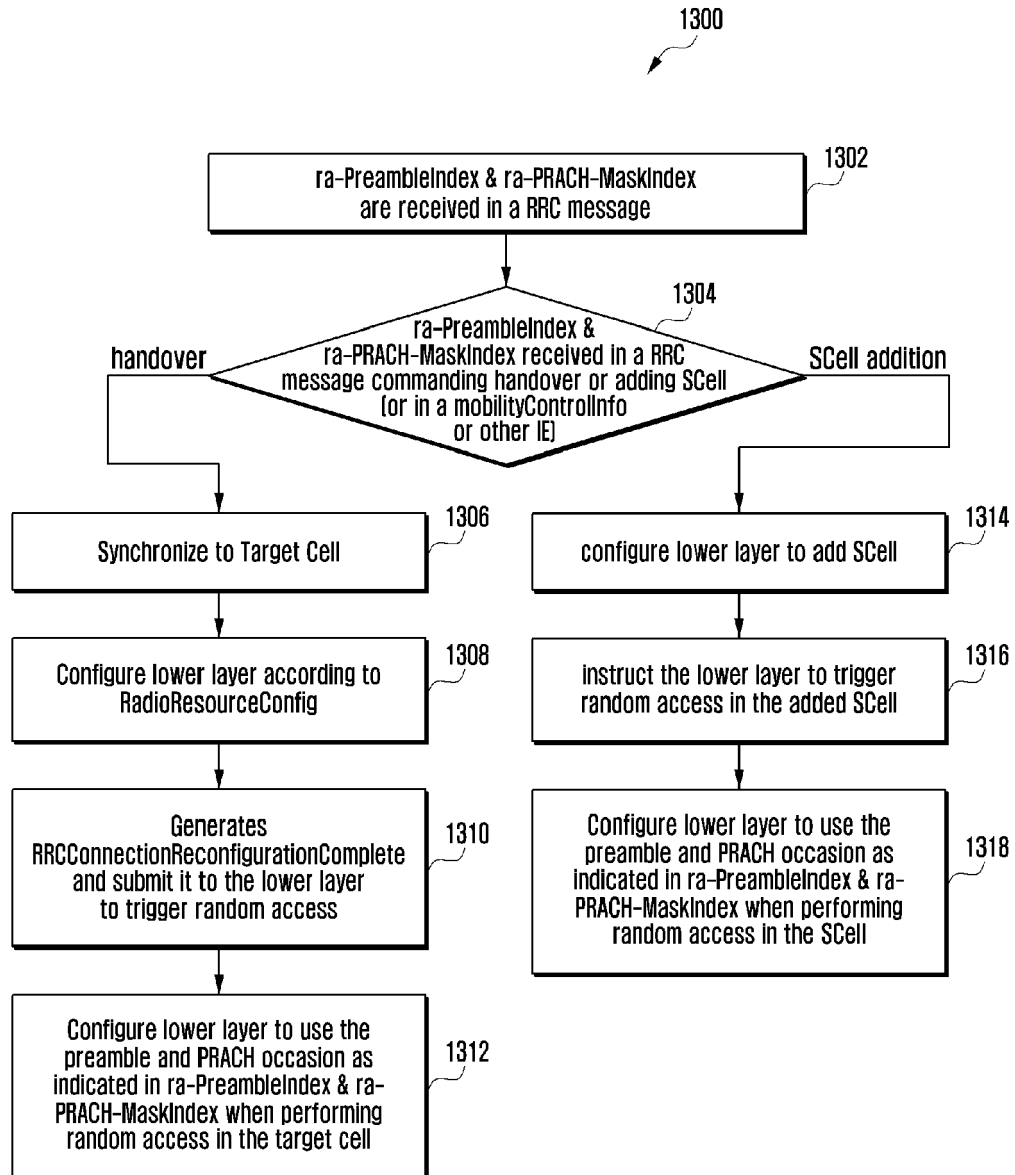 1300
1302
ra-PreambleIndex & ra-PRACH-MaskIndex
are received in a RRC message
1304
ra-PreambleIndex &
ra-PRACH-MaskIndex received in a RRC
message commanding handover or adding SCell
(or in a mobilityControlInfo
or other IE)
handover
SCell addition
1306
Synchronize to Target Cell
1308
Configure lower layer according to
RadioResourceConfig
1310
Generates
RRCConnectionReconfigurationComplete
and submit it to the lower layer
to trigger random access
1312
Configure lower layer to use the
preamble and PRACH occasion as
indicated in ra-PreambleIndex & ra-
PRACH-MaskIndex when performing
random access in the target cell
1314
configure lower layer to add SCell
1316
instruct the lower layer to trigger
random access in the added SCell
1318
Configure lower layer to use the
preamble and PRACH occasion as
indicated in ra-PreambleIndex & ra-
PRACH-MaskIndex when performing
random access in the SCell